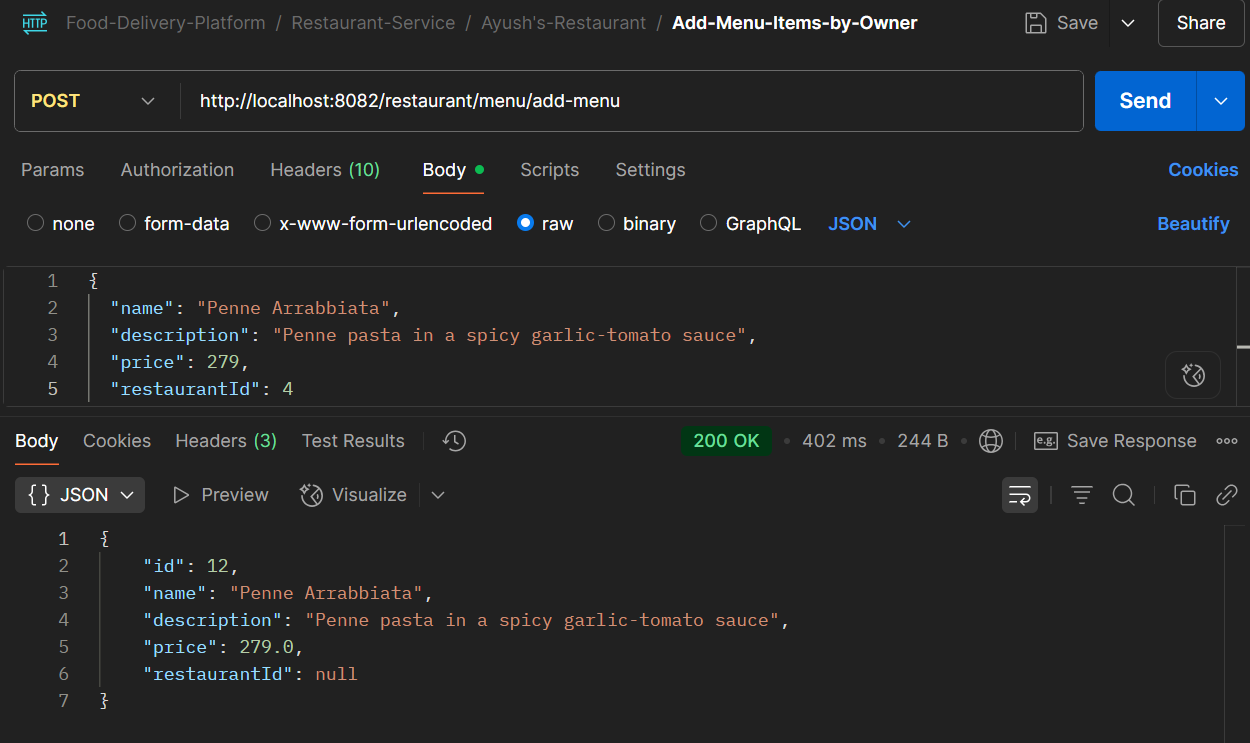 HTTP Food-Delivery-Platform / Restaurant-Service / Ayush's-Restaurant / Add-Menu-Items-by-Owner Save Share
POST http://localhost:8082/restaurant/menu/add-menu Send
Params Authorization Headers (10) Body Scripts Settings Cookies
none form-data x-www-form-urlencoded raw binary GraphQL JSON Beautify
1 {
2 "name": "Penne Arrabbiata",
3 "description": "Penne pasta in a spicy garlic-tomato sauce",
4 "price": 279,
5 "restaurantId": 4
Body Cookies Headers (3) Test Results 200 OK • 402 ms • 244 B • e.g. Save Response
{} JSON Preview Visualize
1 {
2 "id": 12,
3 "name": "Penne Arrabbiata",
4 "description": "Penne pasta in a spicy garlic-tomato sauce",
5 "price": 279.0,
6 "restaurantId": null
7 }